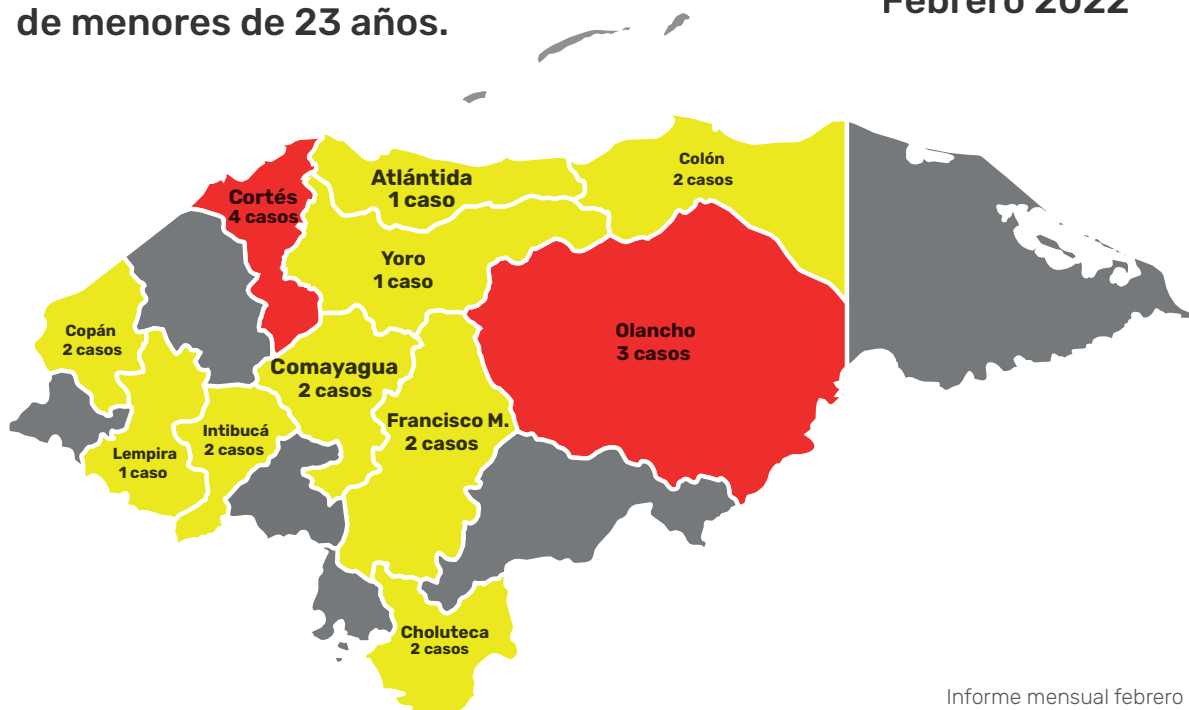 de menores de 23 años.
Febrero 2022
Cortés
4 casos
Atlántida
1 caso
Colón
2 casos
Yoro
1 caso
Copán
2 casos
Olancho
3 casos
Comayagua
2 casos
Francisco M.
2 casos
Intibucá
2 casos
Lempira
1 caso
Choluteca
2 casos
Informe mensual febrero